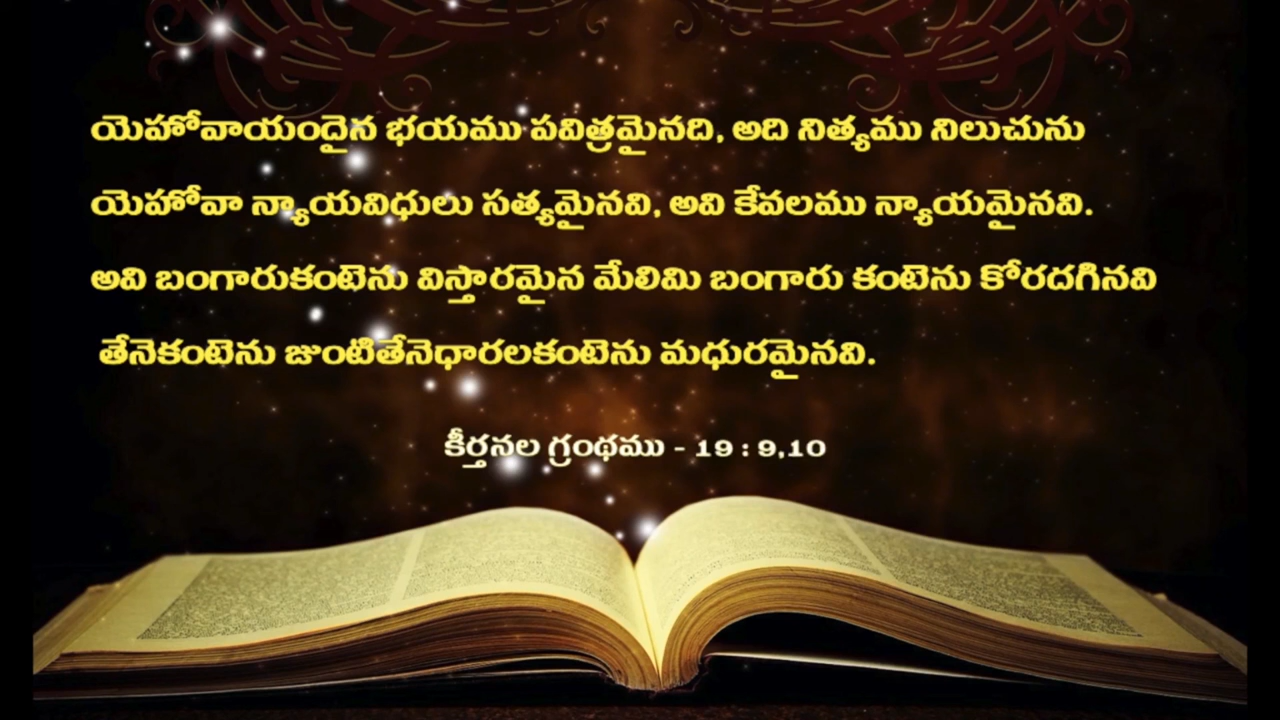 యెహోవాయందైన భయము పవిత్రమైనది, అది నిత్యము నిలుచును
యెహోవా న్యాయవిధులు సత్యమైనవి, అవి కేవలము న్యాయమైనవి.
అవి బంగారుకంటెను విస్తారమైన మేలిమి బంగారు కంటెను కోరదగినవి
తేనెకంటెను జుంటితేనెధారలకంటెను మధురమైనవి.
కీర్తనల గ్రంథము - 19 : 9,10